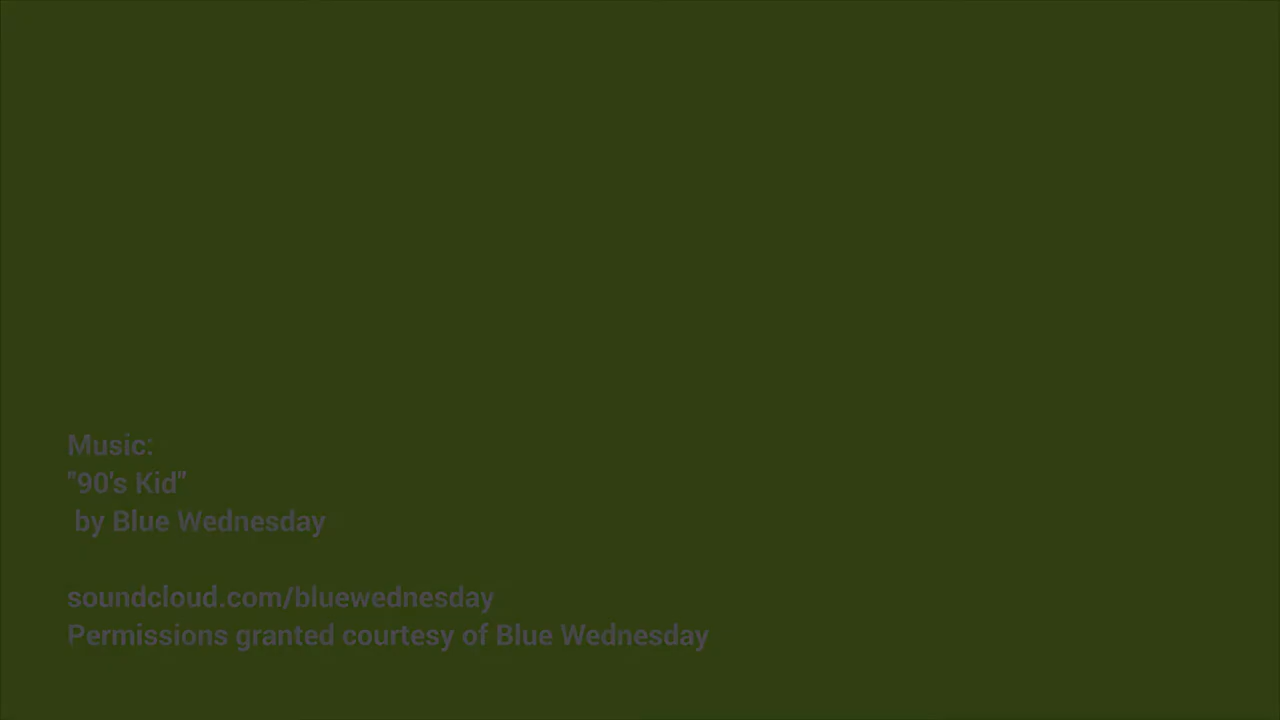 Music:
"90's Kid"
by Blue Wednesday
soundcloud.com/bluewednesday
Permissions granted courtesy of Blue Wednesday